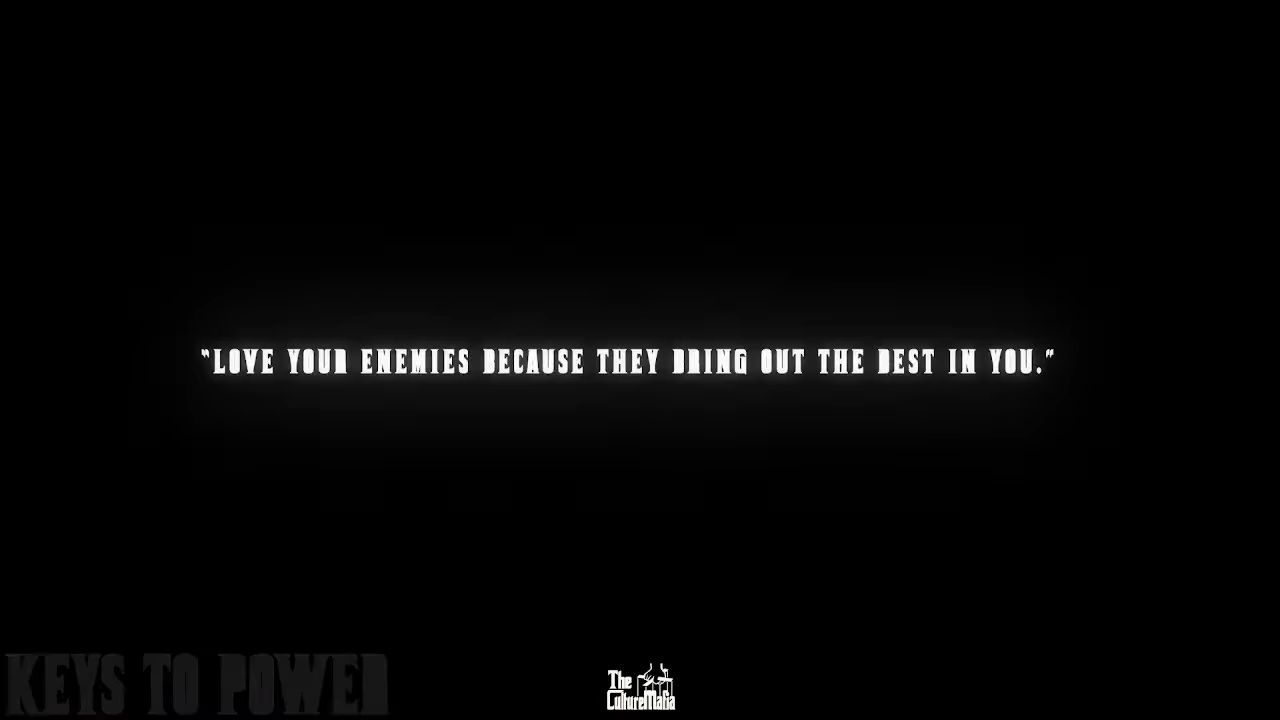 "LOVE YOUR ENEMIES BECAUSE THEY BRING OUT THE BEST IN YOU."
KEYS TO POWER
The
CultureMafia